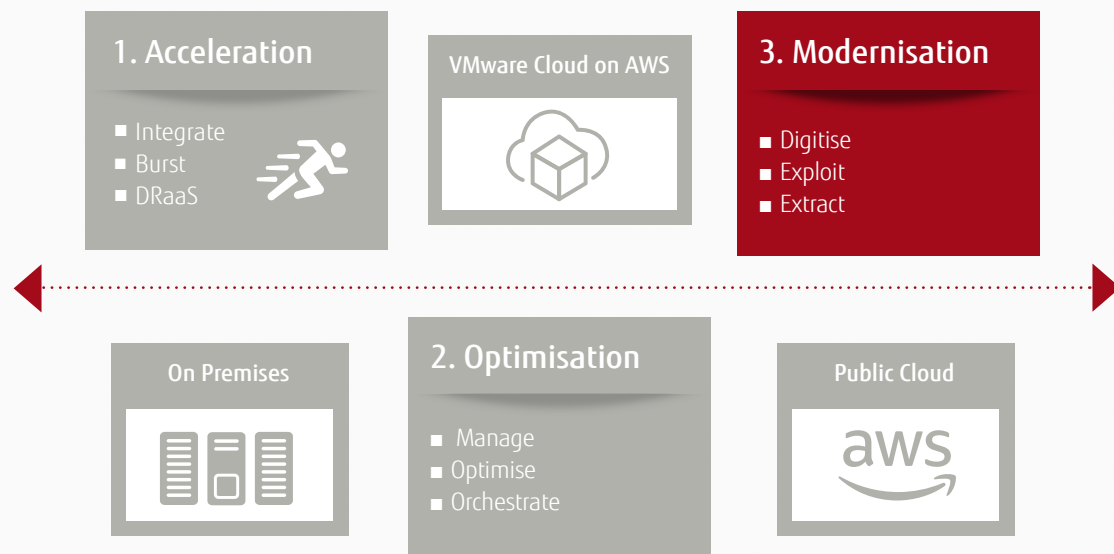 1. Acceleration
Integrate
Burst
DRaaS
VMware Cloud on AWS
3. Modernisation
Digitise
Exploit
Extract
On Premises
2. Optimisation
Manage
Optimise
Orchestrate
Public Cloud
aws